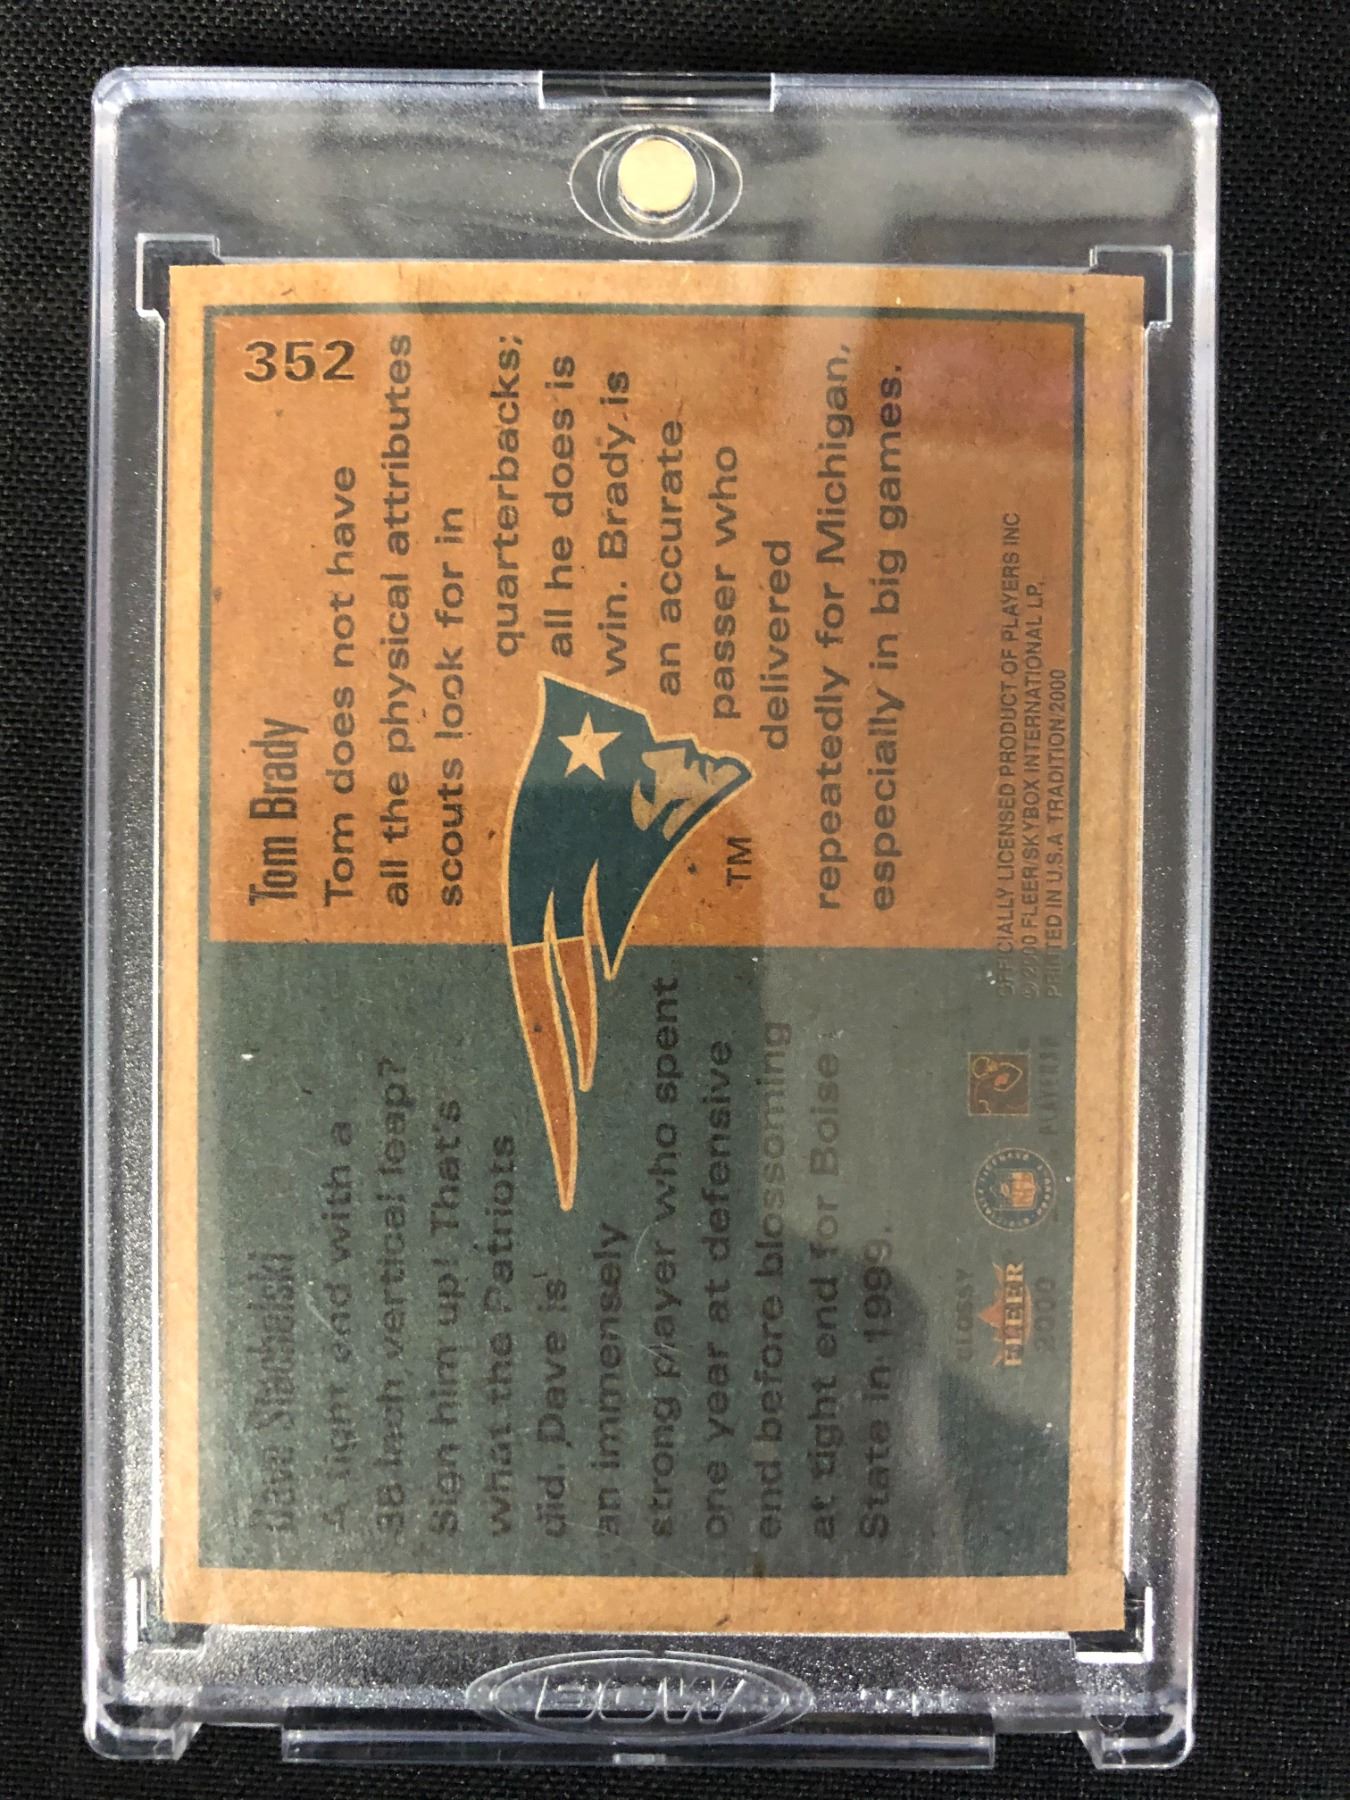 352
Dave Stachelski
A tight end with a
38-inch vertical leap?
Sign him up! That's
what the Patriots
did. Dave is
an immensely
strong player who spent
one year at defensive
end before blossoming
at tight end for Boise
State in 1999.
Tom Brady
Tom does not have
all the physical attributes
scouts look for in
quarterbacks;
all he does is
win. Brady is
an accurate
passer who
delivered
repeatedly for Michigan,
especially in big games.
TM
GLOSSY
FLEER
2000
PLAYERS
OFFICIALLY LICENSED PRODUCT OF PLAYERS INC
© 2000 FLEER/SKYBOX INTERNATIONAL LP.
PRINTED IN U.S.A TRADITION/2000
BCW